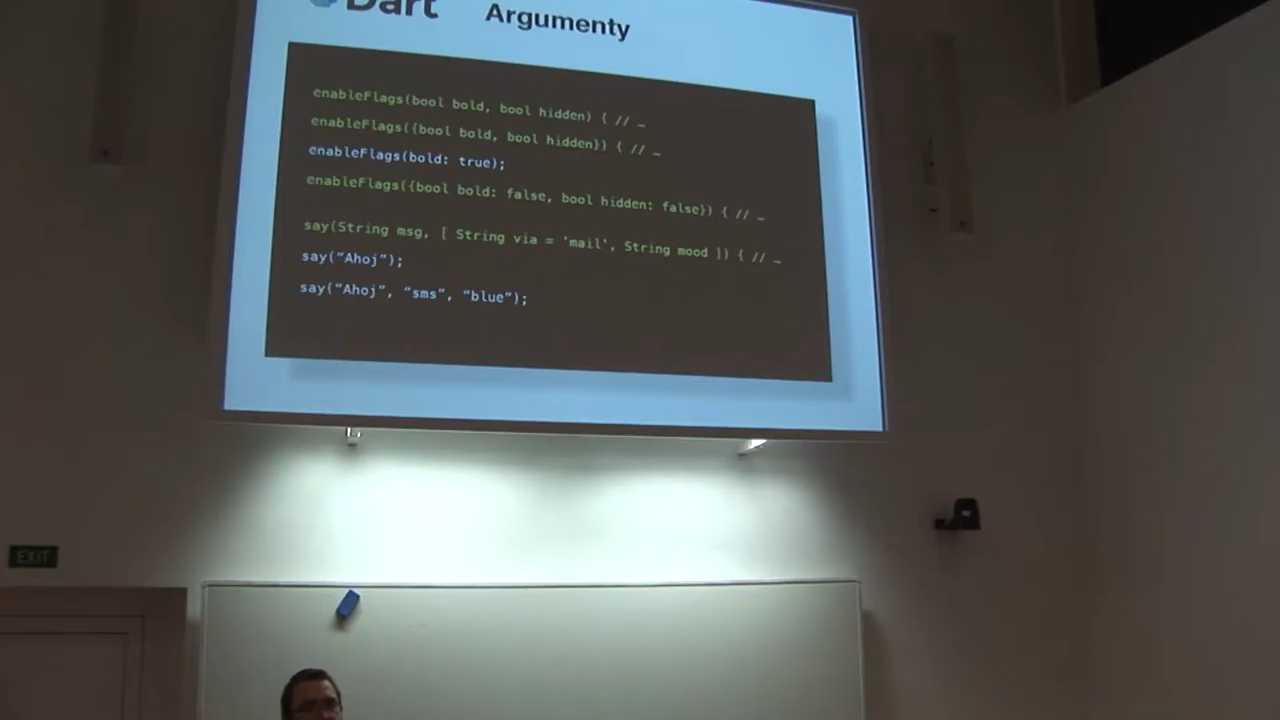 Dart Argumenty
enableFlags(bool bold, bool hidden) { // …
enableFlags({bool bold, bool hidden}) { // …
enableFlags(bold: true);
enableFlags({bool bold: false, bool hidden: false}) { // …
say(String msg, [ String via = 'mail', String mood ]) { // …
say(“Ahoj”);
say(“Ahoj”, “sms”, “blue”);
EXIT